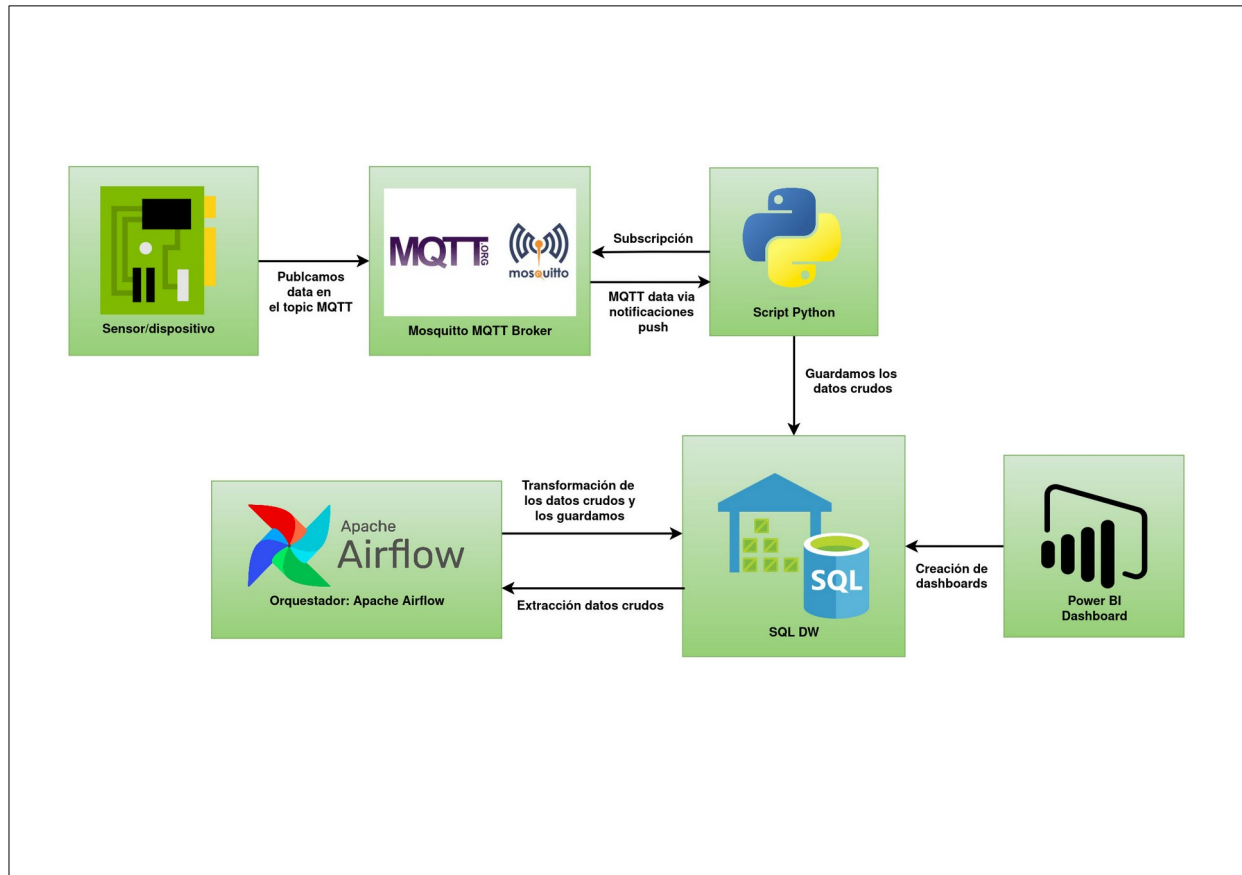 MQTT
.ORG
mosquitto
Subscripción
Publcamos
data en
el topic MQTT
MQTT data via
notificaciones
push
Sensor/dispositivo
Mosquitto MQTT Broker
Script Python
Guardamos los
datos crudos
Transformación de
los datos crudos y
los guardamos
Apache
Airflow
Orquestador: Apache Airflow
Extracción datos crudos
SQL
SQL DW
Creación de
dashboards
Power BI
Dashboard